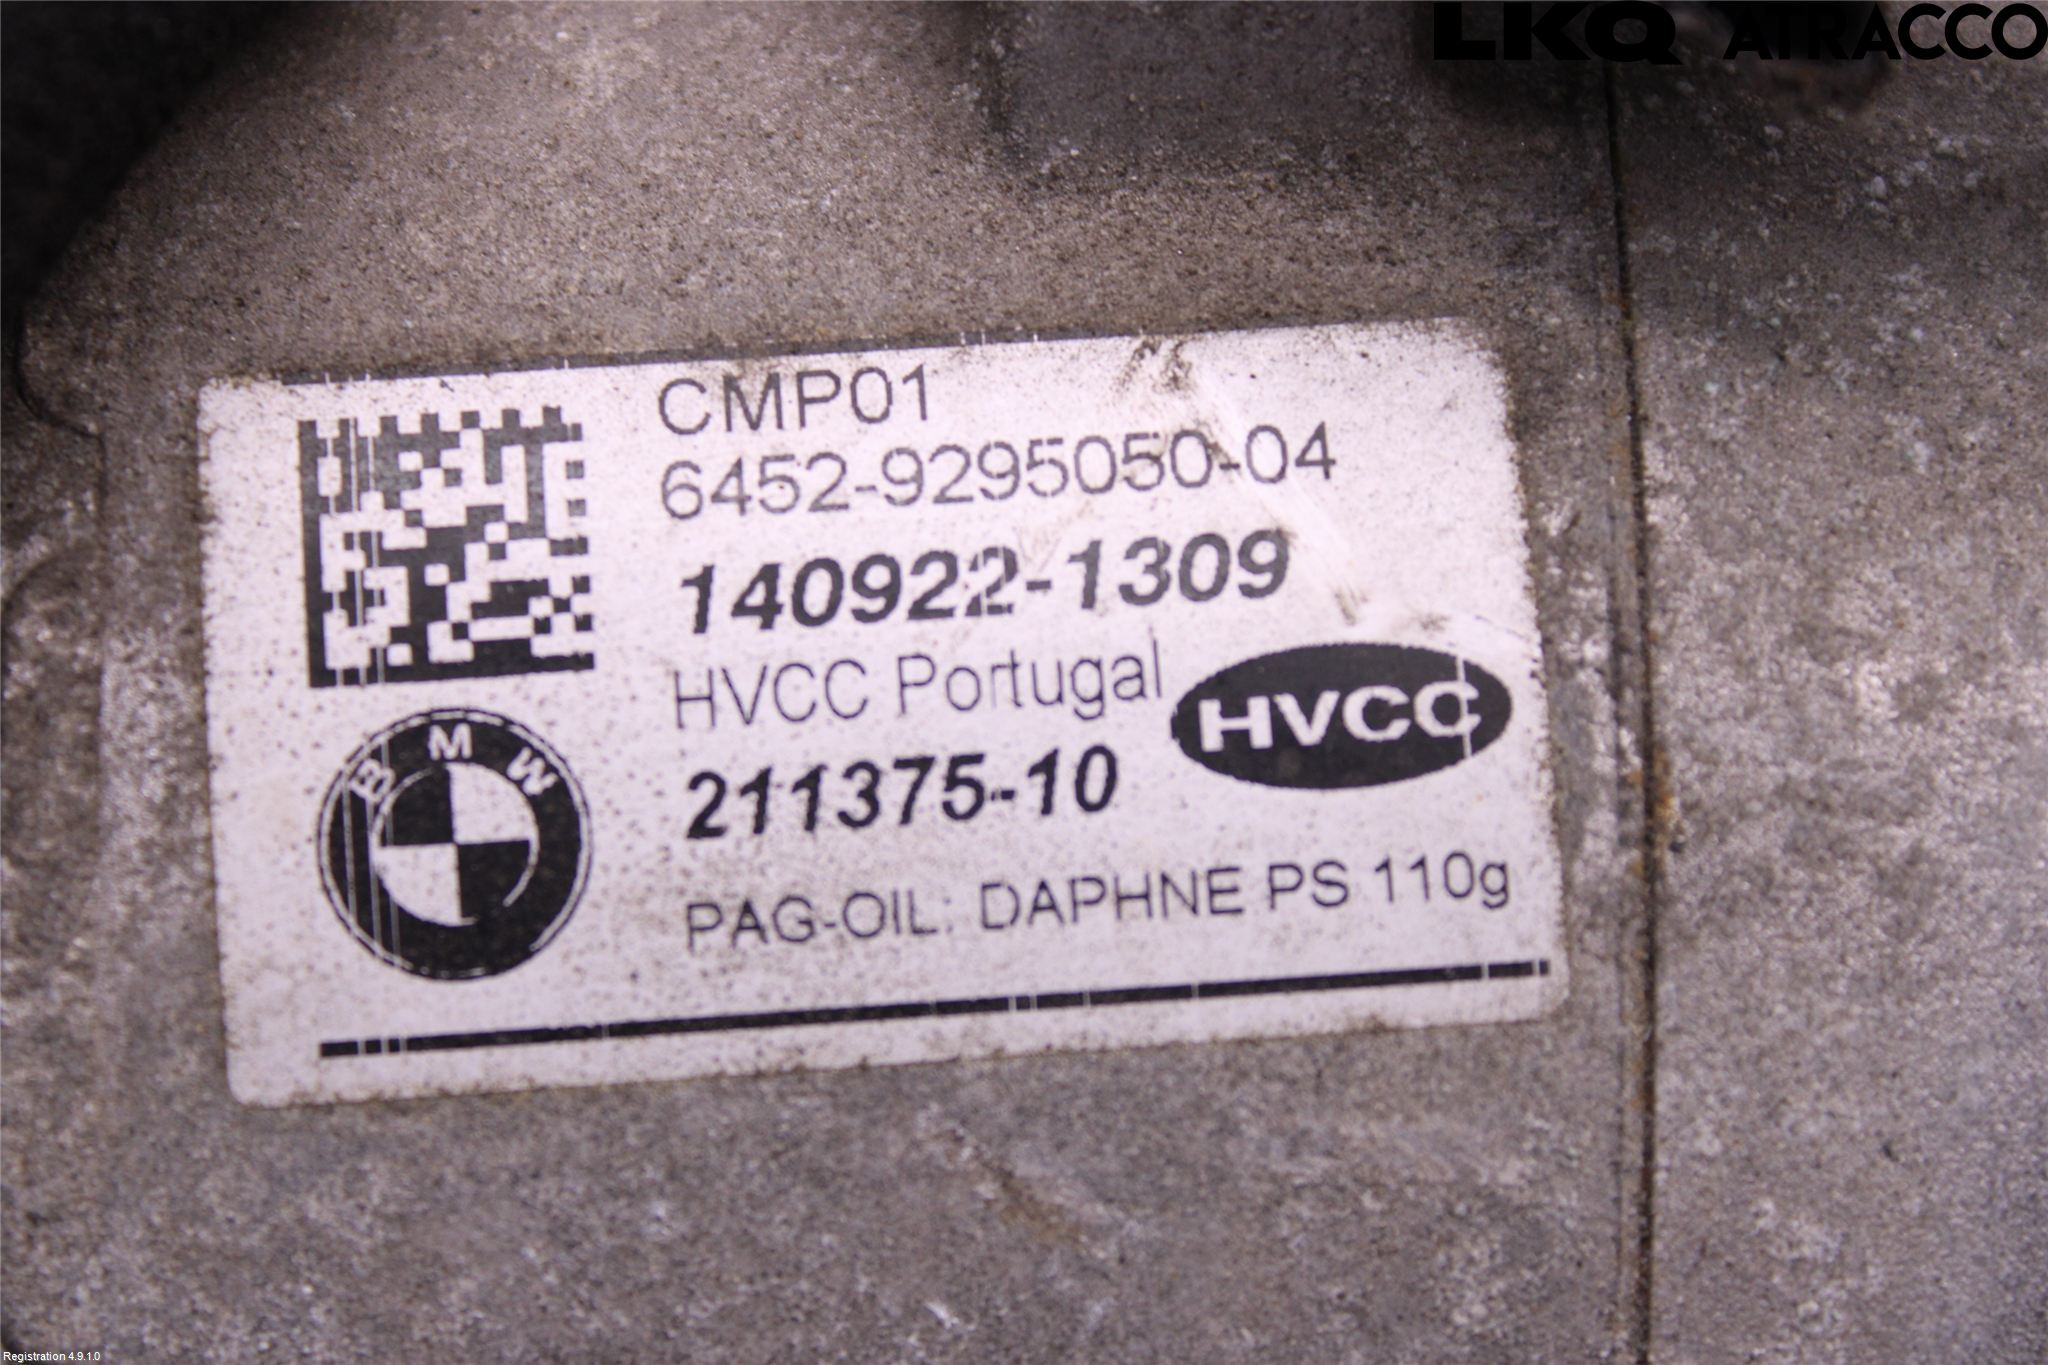 LKQ ATRACCO
CMP01
6452-9295050-04
140922-1309
HVCC Portugal
HVCC
BMW
211375-10
PAG-OIL: DAPHNE PS 110g
Registration 4.9.1.0